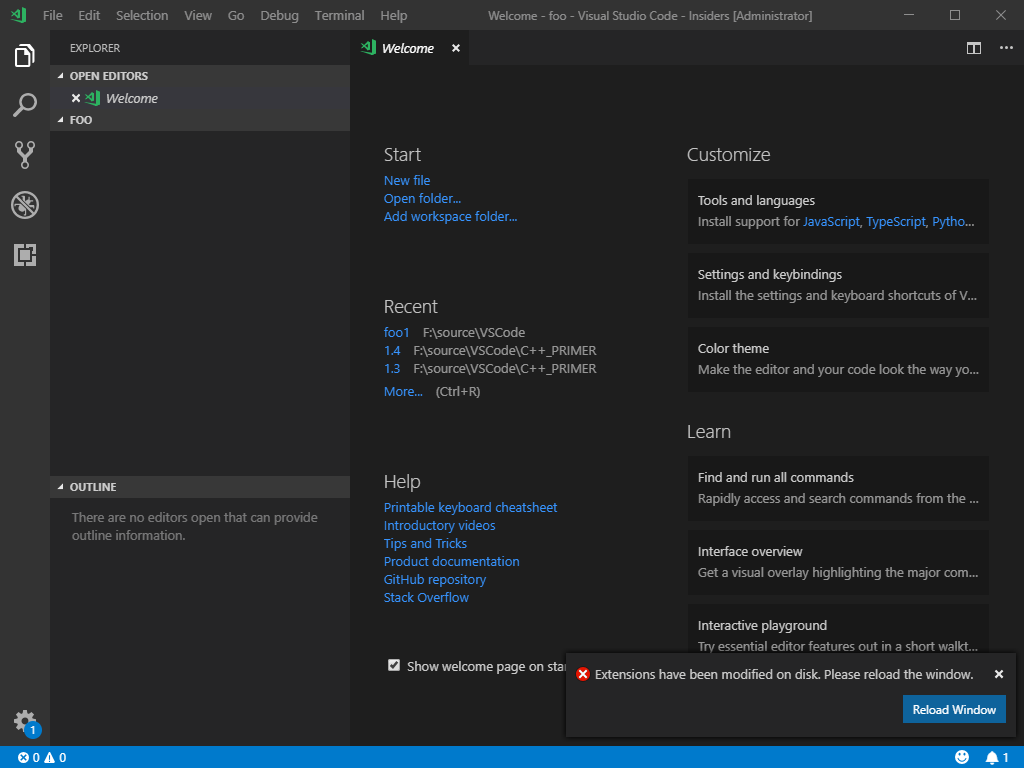 File Edit Selection View Go Debug Terminal Help
Welcome - foo - Visual Studio Code - Insiders [Administrator]
EXPLORER
OPEN EDITORS
Welcome
FOO
OUTLINE
There are no editors open that can provide
outline information.
Welcome
Start
New file
Open folder...
Add workspace folder...
Recent
foo1 F:\source\VSCode
1.4 F:\source\VSCode\C++_PRIMER
1.3 F:\source\VSCode\C++_PRIMER
More... (Ctrl+R)
Help
Printable keyboard cheatsheet
Introductory videos
Tips and Tricks
Product documentation
GitHub repository
Stack Overflow
Show welcome page on
Customize
Tools and languages
Install support for JavaScript, TypeScript, Pytho...
Settings and keybindings
Install the settings and keyboard shortcuts of V...
Color theme
Make the editor and your code look the way yo...
Learn
Find and run all commands
Rapidly access and search commands from the ...
Interface overview
Get a visual overlay highlighting the major com...
Interactive playground
Try essential editor features out in a short walkt...
Extensions have been modified on disk. Please reload the window.
Reload Window
1
0 0
1